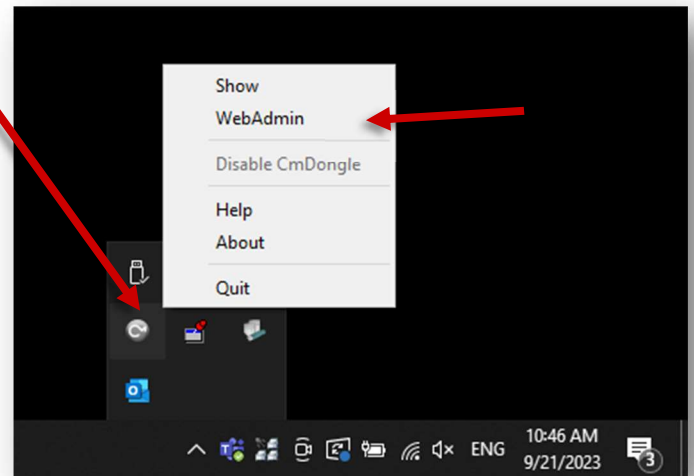 Show
WebAdmin
Disable CmDongle
Help
About
Quit
ENG
10:46 AM
9/21/2023
3